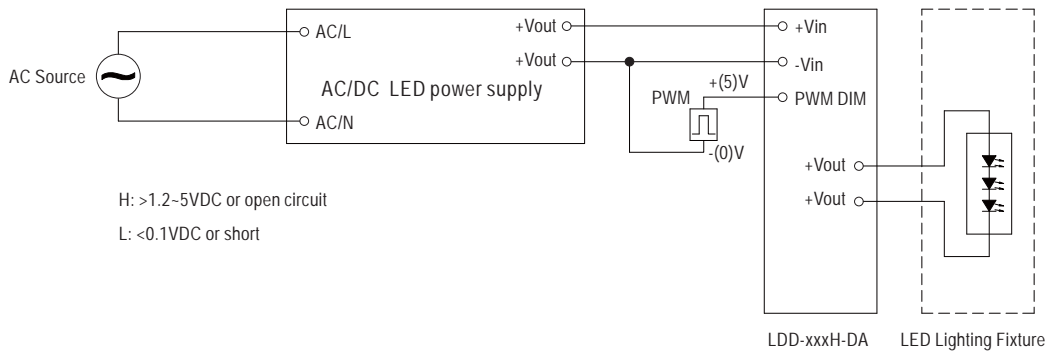 AC Source
AC/L
AC/N
+Vout
+Vout
AC/DC LED power supply
PWM
+(5)V
-(0)V
+Vin
-Vin
PWM DIM
+Vout
+Vout
H: >1.2~5VDC or open circuit
L: <0.1VDC or short
LDD-xxxH-DA
LED Lighting Fixture